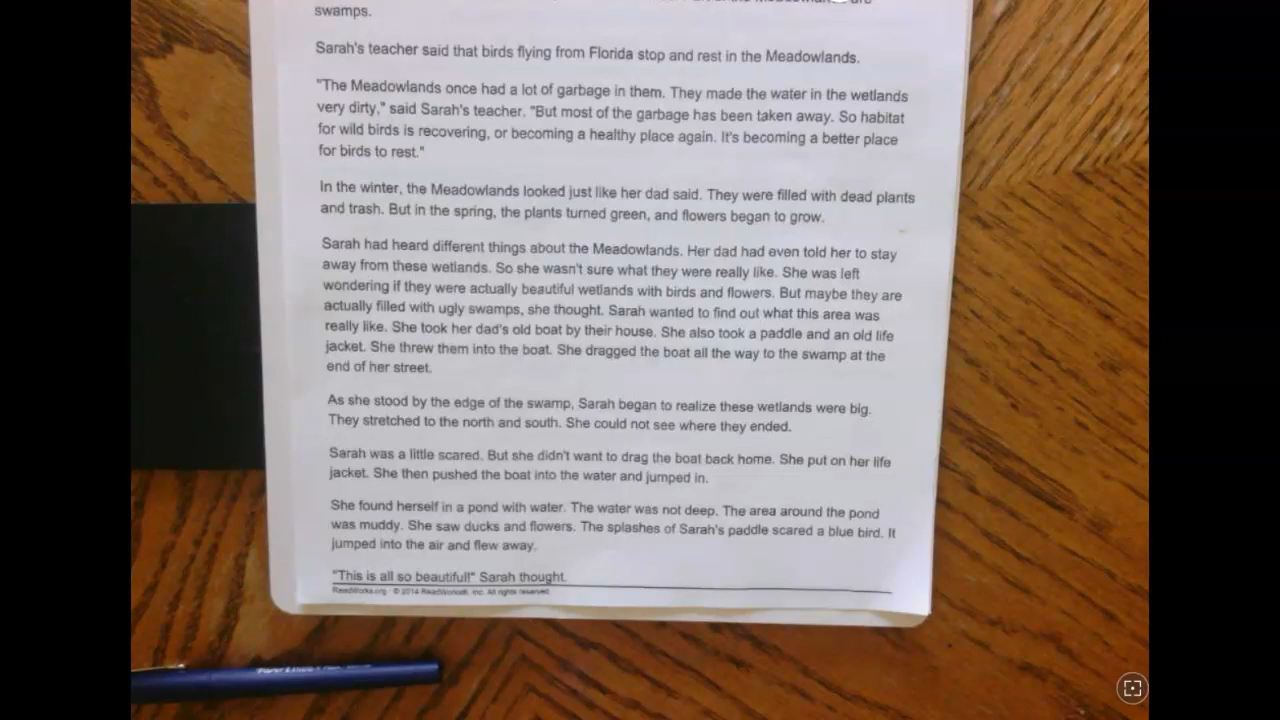 swamps.
Sarah's teacher said that birds flying from Florida stop and rest in the Meadowlands.
"The Meadowlands once had a lot of garbage in them. They made the water in the wetlands
very dirty," said Sarah's teacher. "But most of the garbage has been taken away. So habitat
for wild birds is recovering, or becoming a healthy place again. It's becoming a better place
for birds to rest."
In the winter, the Meadowlands looked just like her dad said. They were filled with dead plants
and trash. But in the spring, the plants turned green, and flowers began to grow.
Sarah had heard different things about the Meadowlands. Her dad had even told her to stay
away from these wetlands. So she wasn't sure what they were really like. She was left
wondering if they were actually beautiful wetlands with birds and flowers. But maybe they are
actually filled with ugly swamps, she thought. Sarah wanted to find out what this area was
really like. She took her dad's old boat by their house. She also took a paddle and an old life
jacket. She threw them into the boat. She dragged the boat all the way to the swamp at the
end of her street.
As she stood by the edge of the swamp, Sarah began to realize these wetlands were big.
They stretched to the north and south. She could not see where they ended.
Sarah was a little scared. But she didn't want to drag the boat back home. She put on her life
jacket. She then pushed the boat into the water and jumped in.
She found herself in a pond with water. The water was not deep. The area around the pond
was muddy. She saw ducks and flowers. The splashes of Sarah's paddle scared a blue bird. It
jumped into the air and flew away.
"This is all so beautiful!" Sarah thought.
ReadWorks.org · © 2014 ReadWorks®, Inc. All rights reserved.